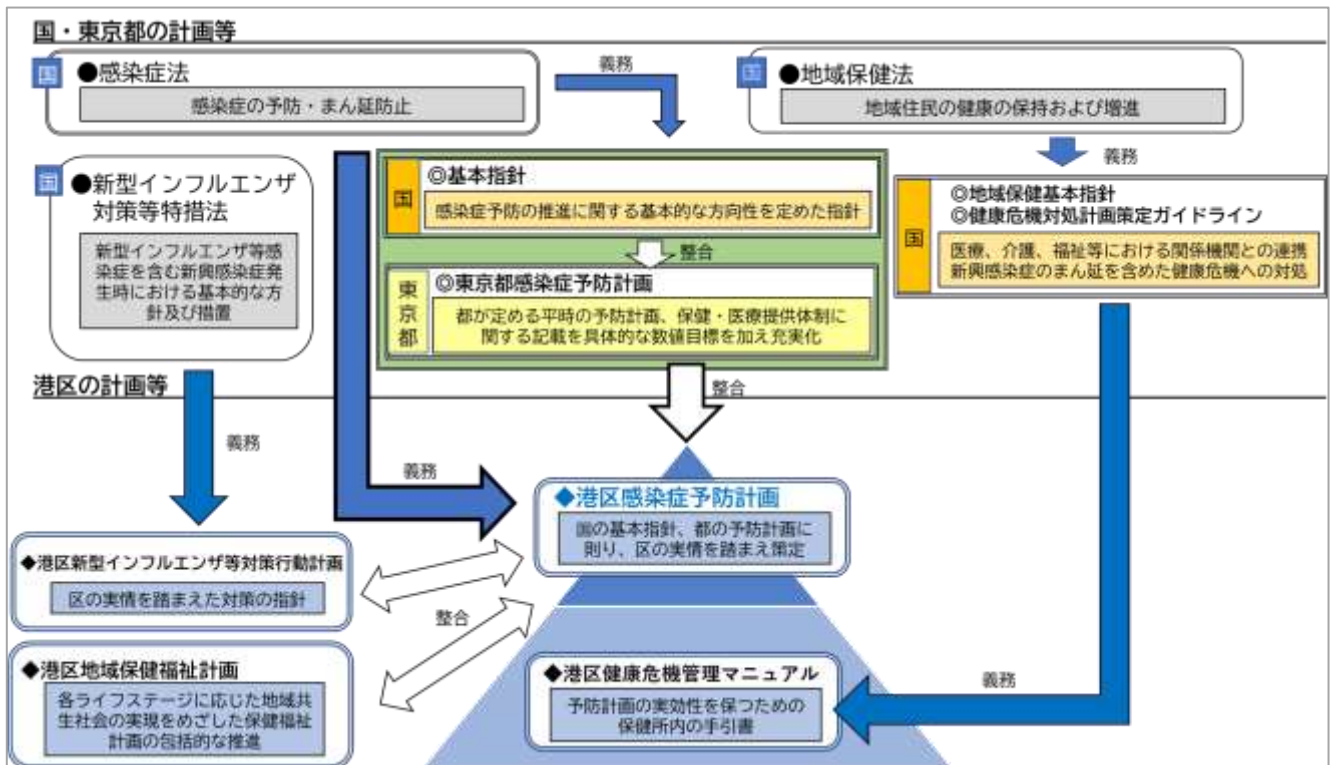 国・東京都の計画等
国
●感染症法
感染症の予防・まん延防止
義務
国
●地域保健法
地域住民の健康の保持および増進
義務
国
●新型インフルエンザ
対策等特措法
新型インフルエンザ等感
染症を含む新興感染症発
生時における基本的な方
針及び措置
国
◎基本指針
感染症予防の推進に関する基本的な方向性を定めた指針
整合
東京都
◎東京都感染症予防計画
都が定める平時の予防計画、保健・医療提供体制に
関する記載を具体的な数値目標を加え充実化
国
◎地域保健基本指針
◎健康危機対処計画策定ガイドライン
医療、介護、福祉等における関係機関との連携
新興感染症のまん延を含めた健康危機への対処
整合
港区の計画等
義務
義務
◆港区感染症予防計画
国の基本指針、都の予防計画に
則り、区の実情を踏まえ策定
◆港区新型インフルエンザ等対策行動計画
区の実情を踏まえた対策の指針
整合
◆港区地域保健福祉計画
各ライフステージに応じた地域共
生社会の実現をめざした保健福祉
計画の包括的な推進
◆港区健康危機管理マニュアル
予防計画の実効性を保つための
保健所内の手引書
義務